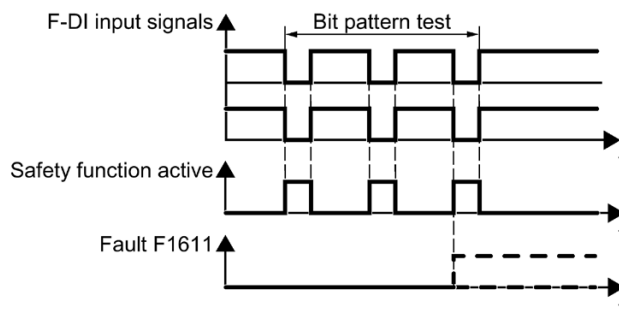 F-DI input signals
Bit pattern test
Safety function active
Fault F1611